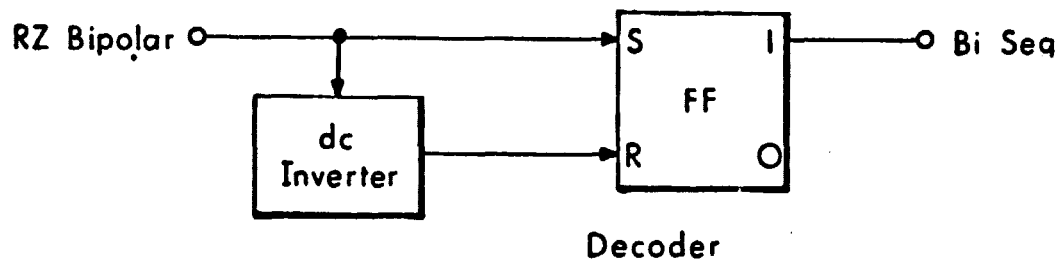 RZ Bipolar
S
I
Bi Seq
FF
dc
Inverter
R
O
Decoder